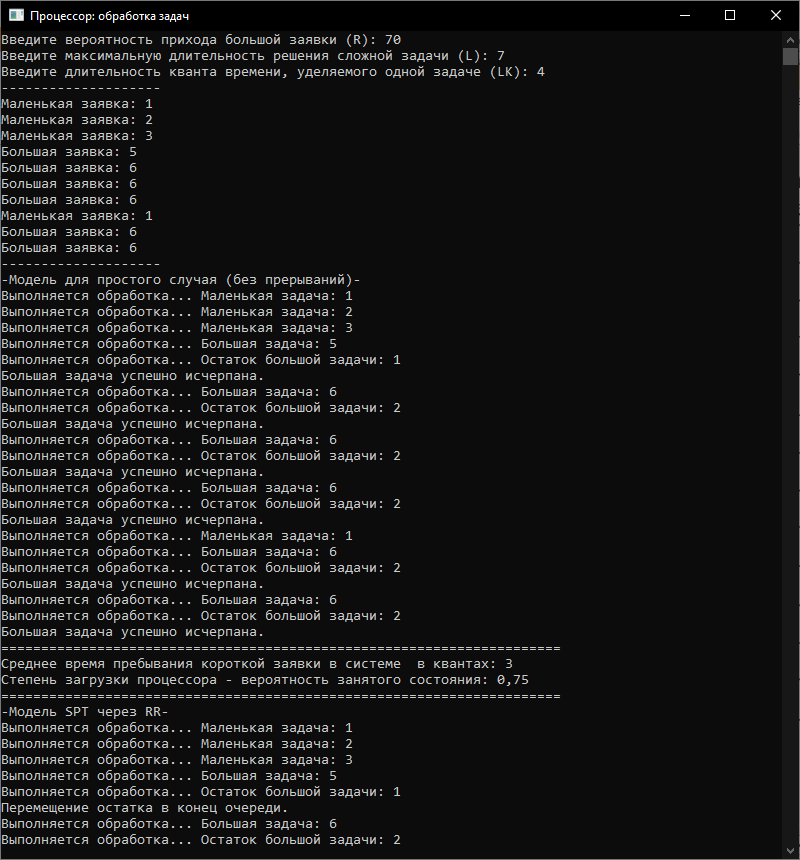 Процессор: обработка задач
Введите вероятность прихода большой заявки (R): 70
Введите максимальную длительность решения сложной задачи (L): 7
Введите длительность кванта времени, уделяемого одной задаче (LK): 4
--------------------
Маленькая заявка: 1
Маленькая заявка: 2
Маленькая заявка: 3
Большая заявка: 5
Большая заявка: 6
Большая заявка: 6
Большая заявка: 6
Маленькая заявка: 1
Большая заявка: 6
Большая заявка: 6
--------------------
-Модель для простого случая (без прерываний)-
Выполняется обработка... Маленькая задача: 1
Выполняется обработка... Маленькая задача: 2
Выполняется обработка... Маленькая задача: 3
Выполняется обработка... Большая задача: 5
Выполняется обработка... Остаток большой задачи: 1
Большая задача успешно исчерпана.
Выполняется обработка... Большая задача: 6
Выполняется обработка... Остаток большой задачи: 2
Большая задача успешно исчерпана.
Выполняется обработка... Большая задача: 6
Выполняется обработка... Остаток большой задачи: 2
Большая задача успешно исчерпана.
Выполняется обработка... Большая задача: 6
Выполняется обработка... Остаток большой задачи: 2
Большая задача успешно исчерпана.
Выполняется обработка... Маленькая задача: 1
Выполняется обработка... Большая задача: 6
Выполняется обработка... Остаток большой задачи: 2
Большая задача успешно исчерпана.
Выполняется обработка... Большая задача: 6
Выполняется обработка... Остаток большой задачи: 2
Большая задача успешно исчерпана.
======================================================================
Среднее время пребывания короткой заявки в системе  в квантах: 3
Степень загрузки процессора - вероятность занятого состояния: 0,75
======================================================================
-Модель SPT через RR-
Выполняется обработка... Маленькая задача: 1
Выполняется обработка... Маленькая задача: 2
Выполняется обработка... Маленькая задача: 3
Выполняется обработка... Большая задача: 5
Выполняется обработка... Остаток большой задачи: 1
Перемещение остатка в конец очереди.
Выполняется обработка... Большая задача: 6
Выполняется обработка... Остаток большой задачи: 2